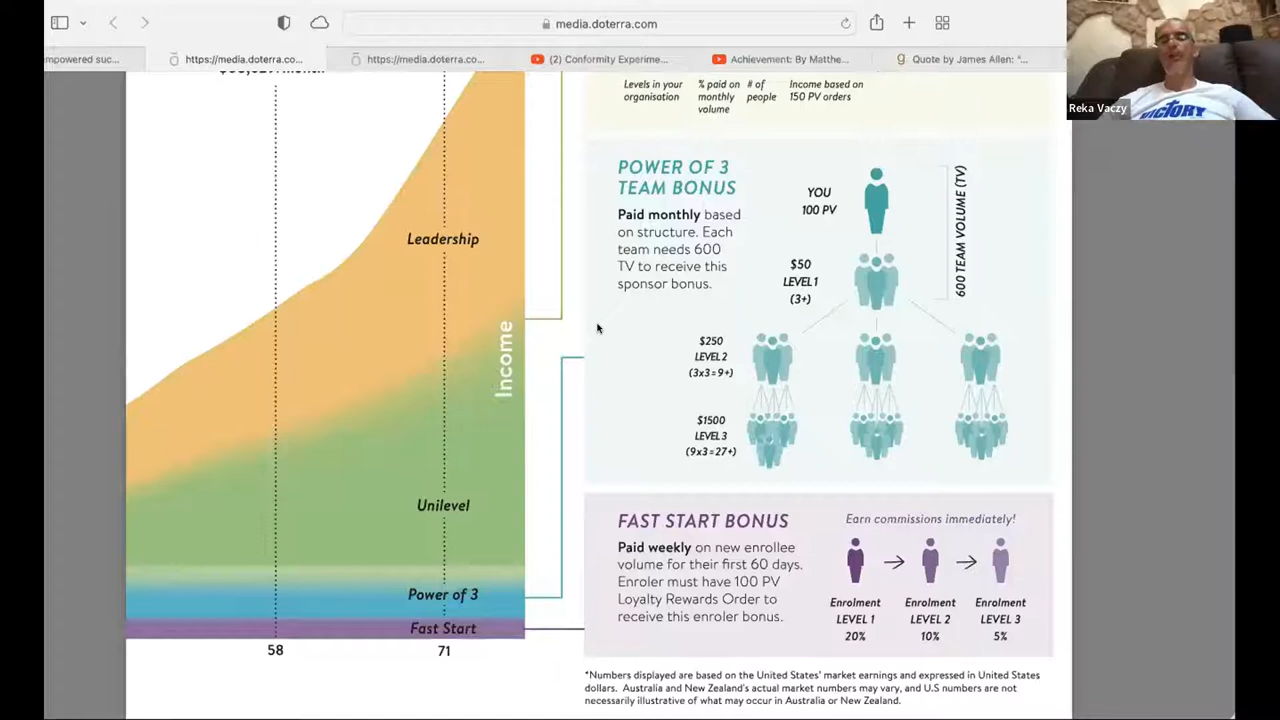 media.doterra.com
empowered suc...
https://media.doterra.co...
https://media.doterra.co...
(2) Conformity Experime...
Achievement: By Matthe...
Quote by James Allen: “...
Reka Vaczy
VICTORY
Leadership
Unilevel
Power of 3
Fast Start
Income
58
71
Levels in your
organisation
% paid on
monthly
volume
# of
people
Income based on
150 PV orders
POWER OF 3
TEAM BONUS
Paid monthly based
on structure. Each
team needs 600
TV to receive this
sponsor bonus.
YOU
100 PV
$50
LEVEL 1
(3+)
600 TEAM VOLUME (TV)
$250
LEVEL 2
(3x3=9+)
$1500
LEVEL 3
(9x3=27+)
FAST START BONUS
Paid weekly on new enrollee
volume for their first 60 days.
Enroler must have 100 PV
Loyalty Rewards Order to
receive this enroler bonus.
Earn commissions immediately!
Enrolment
LEVEL 1
20%
Enrolment
LEVEL 2
10%
Enrolment
LEVEL 3
5%
*Numbers displayed are based on the United States' market earnings and expressed in United States
dollars. Australia and New Zealand's actual market numbers may vary, and U.S numbers are not
necessarily illustrative of what may occur in Australia or New Zealand.